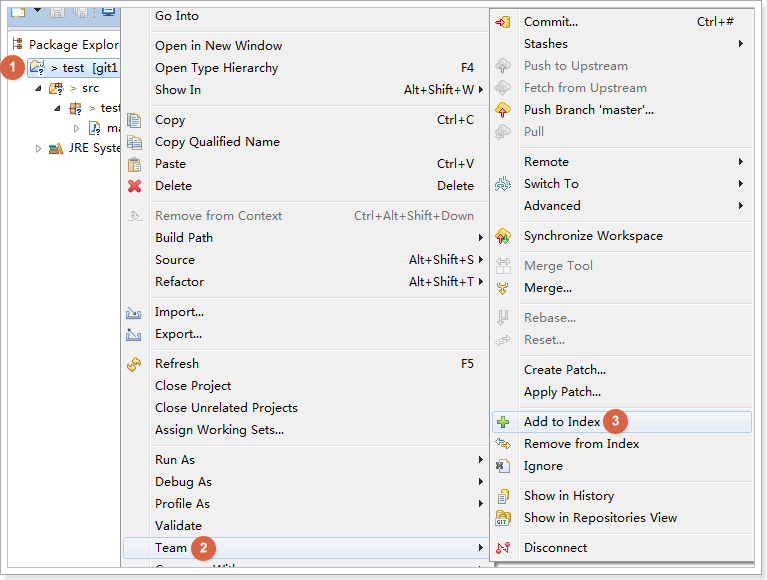 Package Explor
1
> test [git1
> src
> test
ma
JRE Syste
Go Into
Open in New Window
Open Type Hierarchy F4
Show In Alt+Shift+W
Copy Ctrl+C
Copy Qualified Name
Paste Ctrl+V
Delete Delete
Remove from Context Ctrl+Alt+Shift+Down
Build Path
Source Alt+Shift+S
Refactor Alt+Shift+T
Import...
Export...
Refresh F5
Close Project
Close Unrelated Projects
Assign Working Sets...
Run As
Debug As
Profile As
Validate
Team 2
Commit... Ctrl+#
Stashes
Push to Upstream
Fetch from Upstream
Push Branch 'master'...
Pull
Remote
Switch To
Advanced
Synchronize Workspace
Merge Tool
Merge...
Rebase...
Reset...
Create Patch...
Apply Patch...
Add to Index 3
Remove from Index
Ignore
Show in History
GIT Show in Repositories View
Disconnect